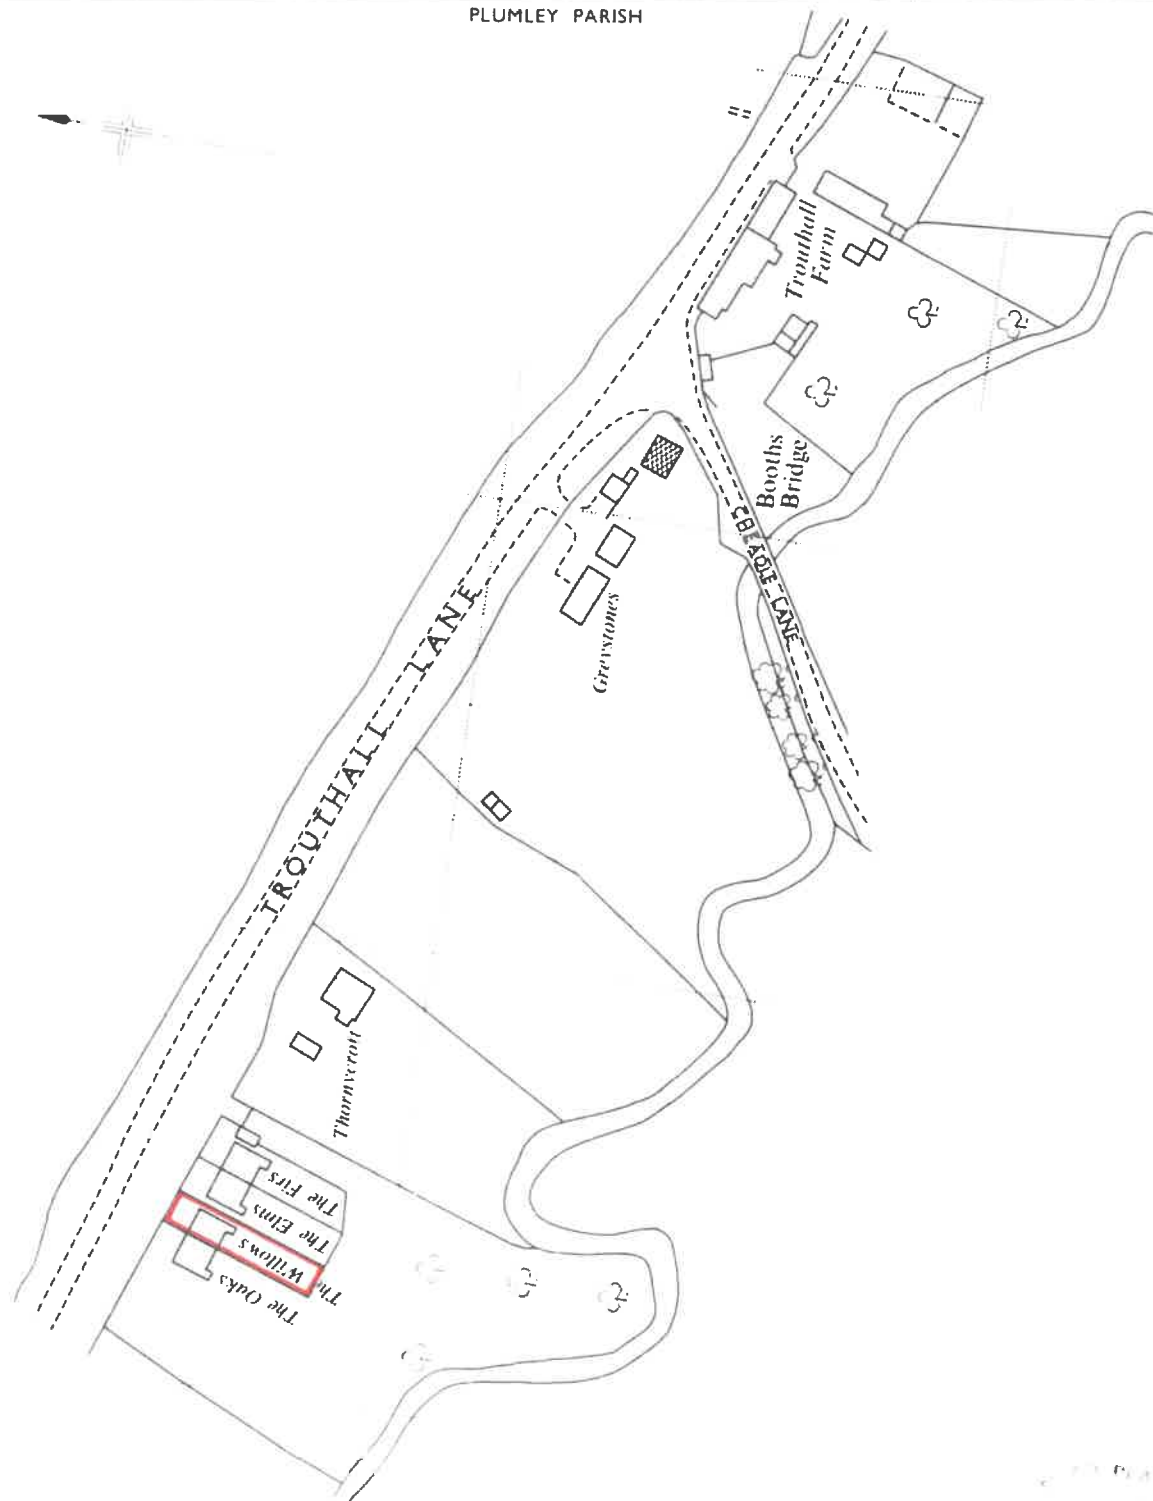 PLUMLEY PARISH
Trouthall
Farm
Booths
Bridge
LANE
Greystones
TROUTHALL LANE
Thornycroft
The Firs
The Elms
The Willows
The Oaks